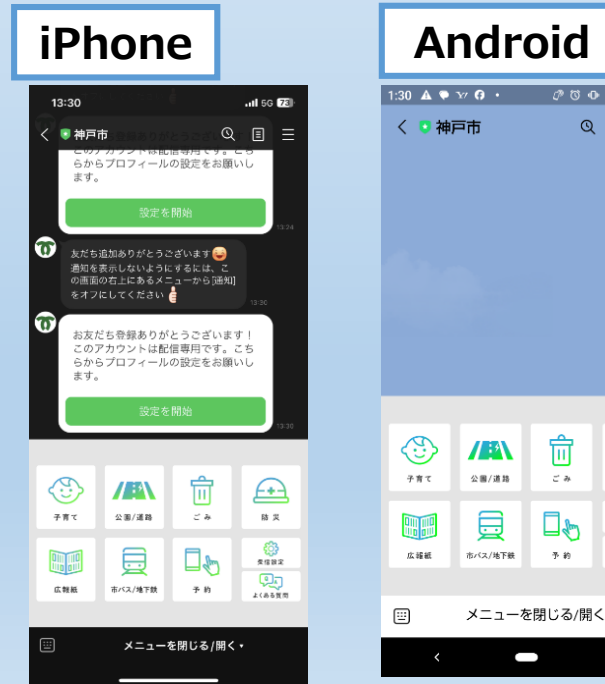 iPhone
Android
13:30
5G 73
神戸市
このアカウントは配信専用です。こち
らからプロフィールの設定をお願いし
ます。
設定を開始
13:24
友だち追加ありがとうございます
通知を表示しないようにするには、こ
の画面の右上にあるメニューから[通知]
をオフにしてください
13:30
お友だち登録ありがとうございます！
このアカウントは配信専用です。こち
らからプロフィールの設定をお願いし
ます。
設定を開始
13:30
子育て
公園/道路
ごみ
防災
広報紙
市バス/地下鉄
予約
受信設定
よくある質問
メニューを閉じる/開く▾
1:30
神戸市
子育て
公園/道路
ごみ
広報紙
市バス/地下鉄
予約
メニューを閉じる/開く